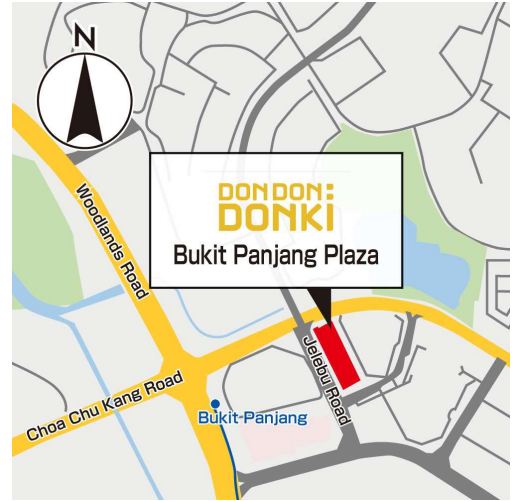 N
Woodlands Road
DON DON:
DONKI
Bukit Panjang Plaza
Jelebu Road
Choa Chu Kang Road
Bukit Panjang